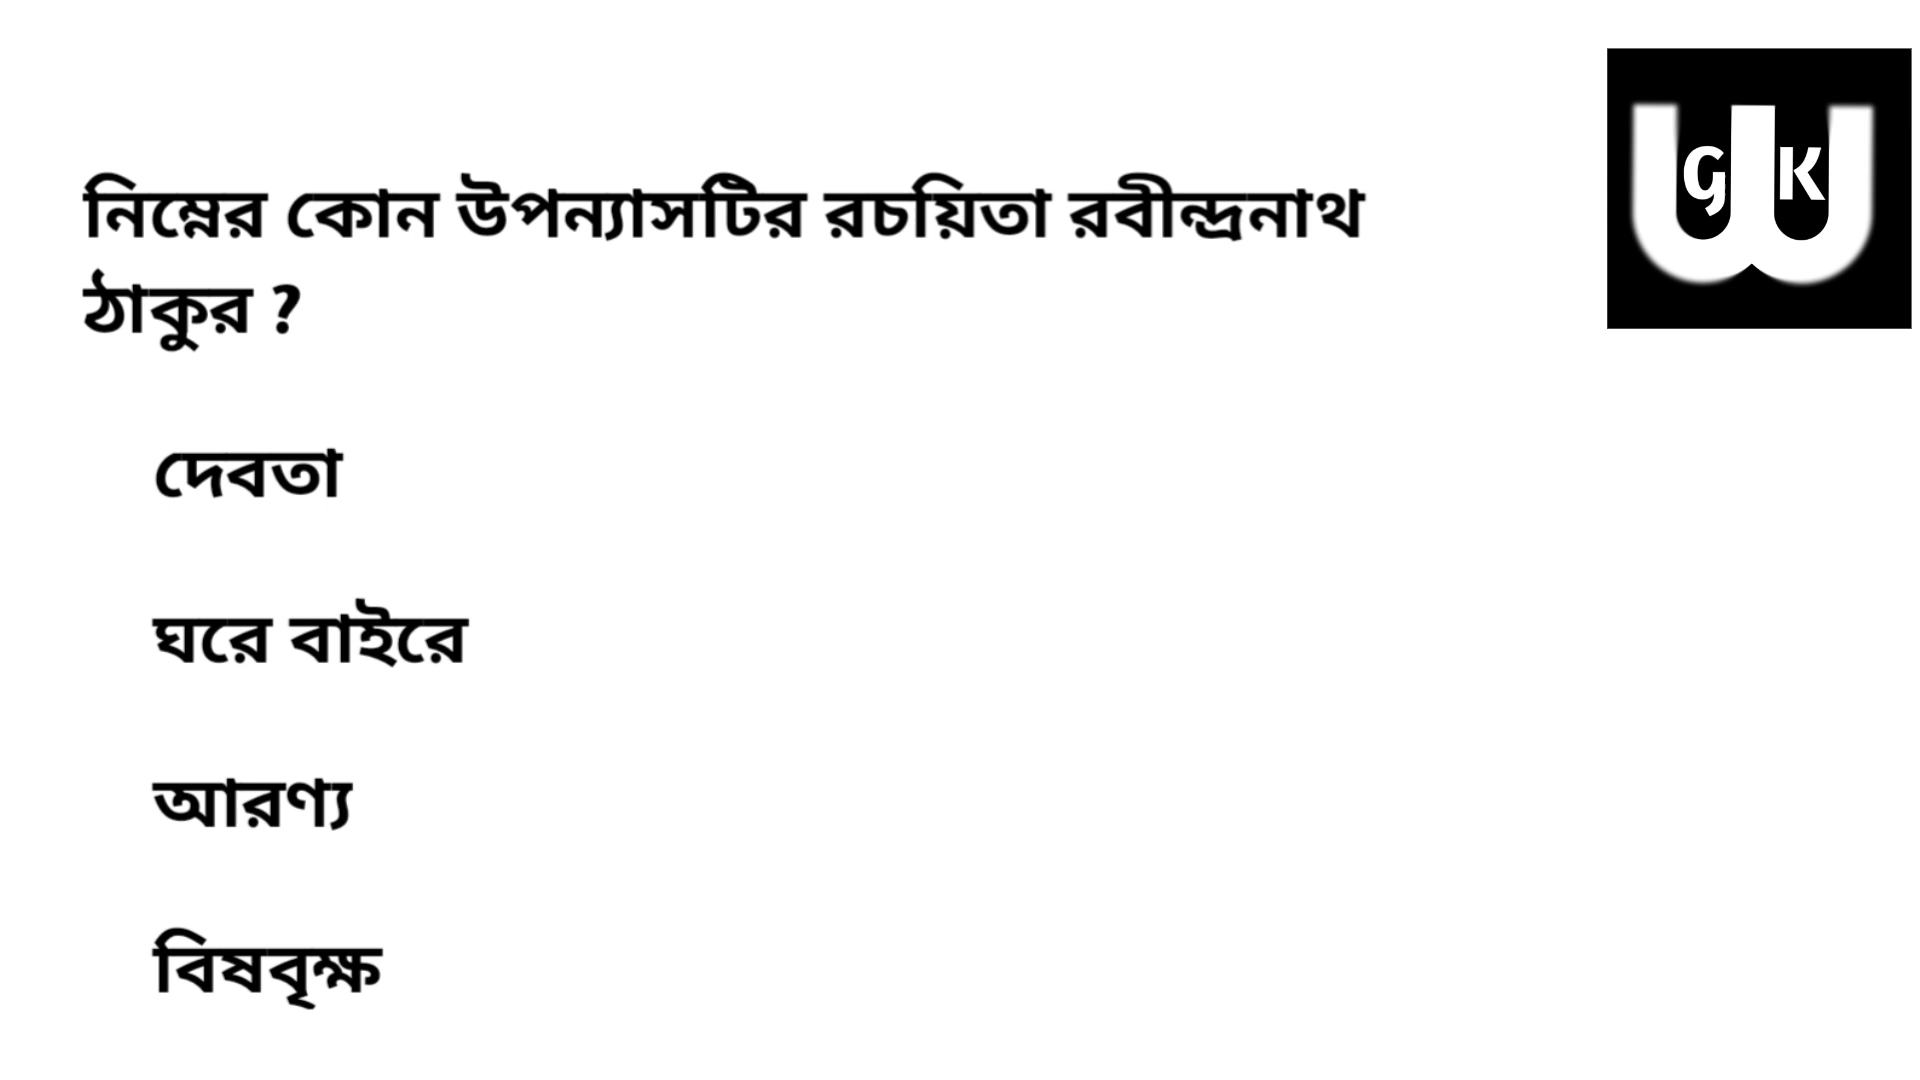 নিম্নের কোন উপন্যাসটির রচয়িতা রবীন্দ্রনাথ
ঠাকুর ?
দেবতা
ঘরে বাইরে
আরণ্য
বিষবৃক্ষ
W
G K